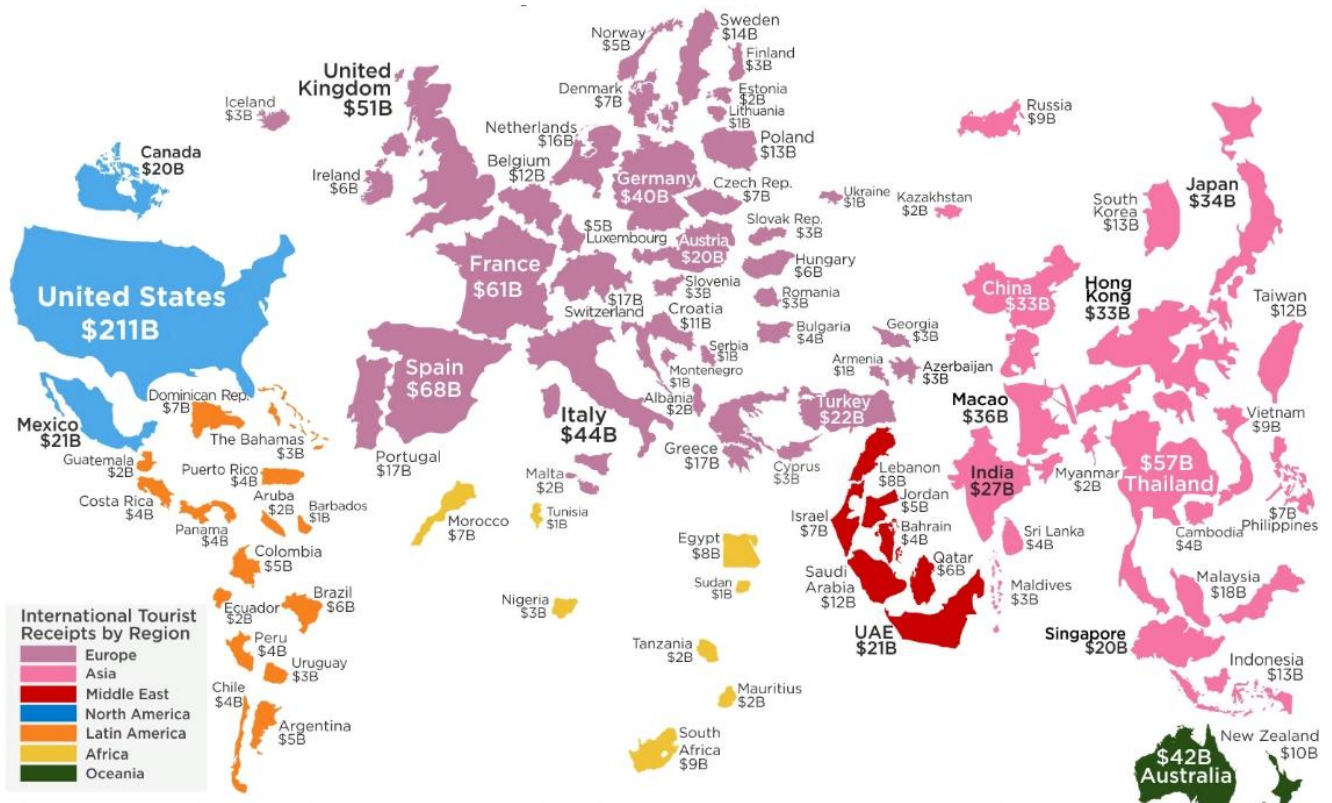 Norway
$5B
Sweden
$14B
Finland
$3B
United
Kingdom
$51B
Denmark
$7B
Estonia
$2B
Lithuania
$1B
Iceland
$3B
Netherlands
$16B
Poland
$13B
Russia
$9B
Canada
$20B
Ireland
$6B
Belgium
$12B
Germany
$40B
Czech Rep.
$7B
Ukraine
$1B
Kazakhstan
$2B
South
Korea
$13B
Japan
$34B
$5B
Luxembourg
Slovak Rep.
$3B
Austria
$20B
Hungary
$6B
France
$61B
Slovenia
$3B
China
$33B
Hong
Kong
$33B
United States
$211B
$17B
Switzerland
Romania
$3B
Croatia
$11B
Taiwan
$12B
Bulgaria
$4B
Georgia
$3B
Serbia
$1B
Spain
$68B
Montenegro
$1B
Armenia
$1B
Azerbaijan
$3B
Dominican Rep.
$7B
Albania
$2B
Turkey
$22B
Macao
$36B
Italy
$44B
Mexico
$21B
The Bahamas
$3B
Vietnam
$9B
Portugal
$17B
Greece
$17B
Guatemala
$2B
Puerto Rico
$4B
Malta
$2B
Cyprus
$3B
Lebanon
$8B
India
$27B
Myanmar
$2B
$57B
Thailand
Costa Rica
$4B
Aruba
$2B
Barbados
$1B
Jordan
$5B
Panama
$4B
Morocco
$7B
Tunisia
$1B
Israel
$7B
Bahrain
$4B
Sri Lanka
$4B
Cambodia
$4B
$7B
Philippines
Colombia
$5B
Egypt
$8B
Qatar
$6B
Saudi
Arabia
$12B
Maldives
$3B
Malaysia
$18B
Sudan
$1B
Ecuador
$2B
Brazil
$6B
Nigeria
$3B
International Tourist
Receipts by Region
Europe
Asia
Middle East
North America
Latin America
Africa
Oceania
Peru
$4B
Uruguay
$3B
Tanzania
$2B
UAE
$21B
Singapore
$20B
Indonesia
$13B
Chile
$4B
Mauritius
$2B
Argentina
$5B
South
Africa
$9B
$42B
Australia
New Zealand
$10B